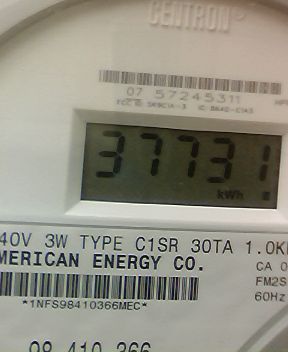 CENTRON
07 57245311
37731
kWh
40V 3W TYPE C1SR 30TA 1.0K
MERICAN ENERGY CO.
CA 0
FM2S
60Hz
*1NFS98410366MEC*
98 410 366